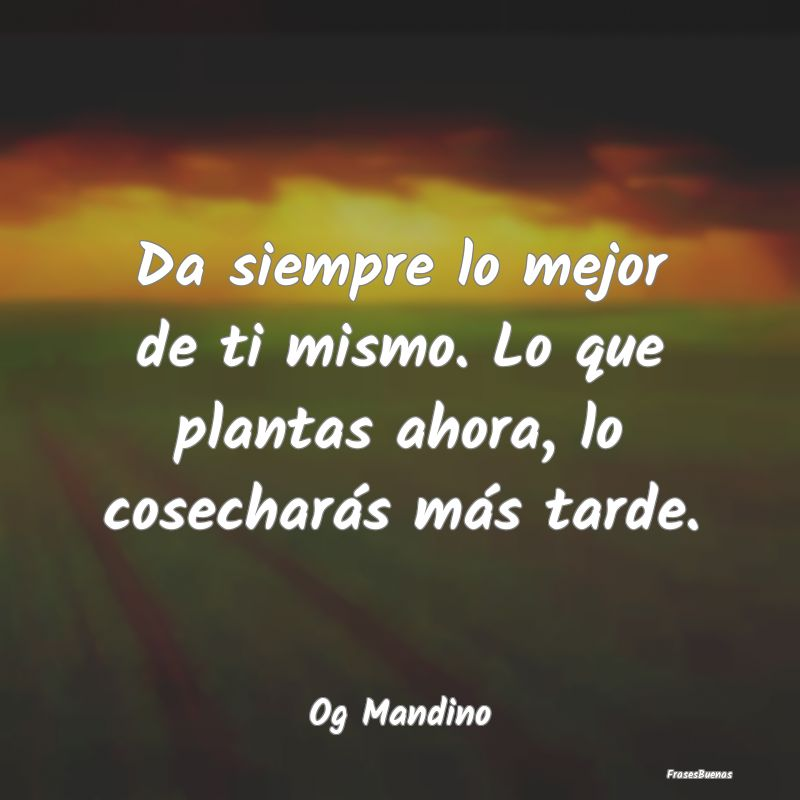 Da siempre lo mejor
de ti mismo. Lo que
plantas ahora, lo
cosecharás más tarde.
Og Mandino
FrasesBuenas